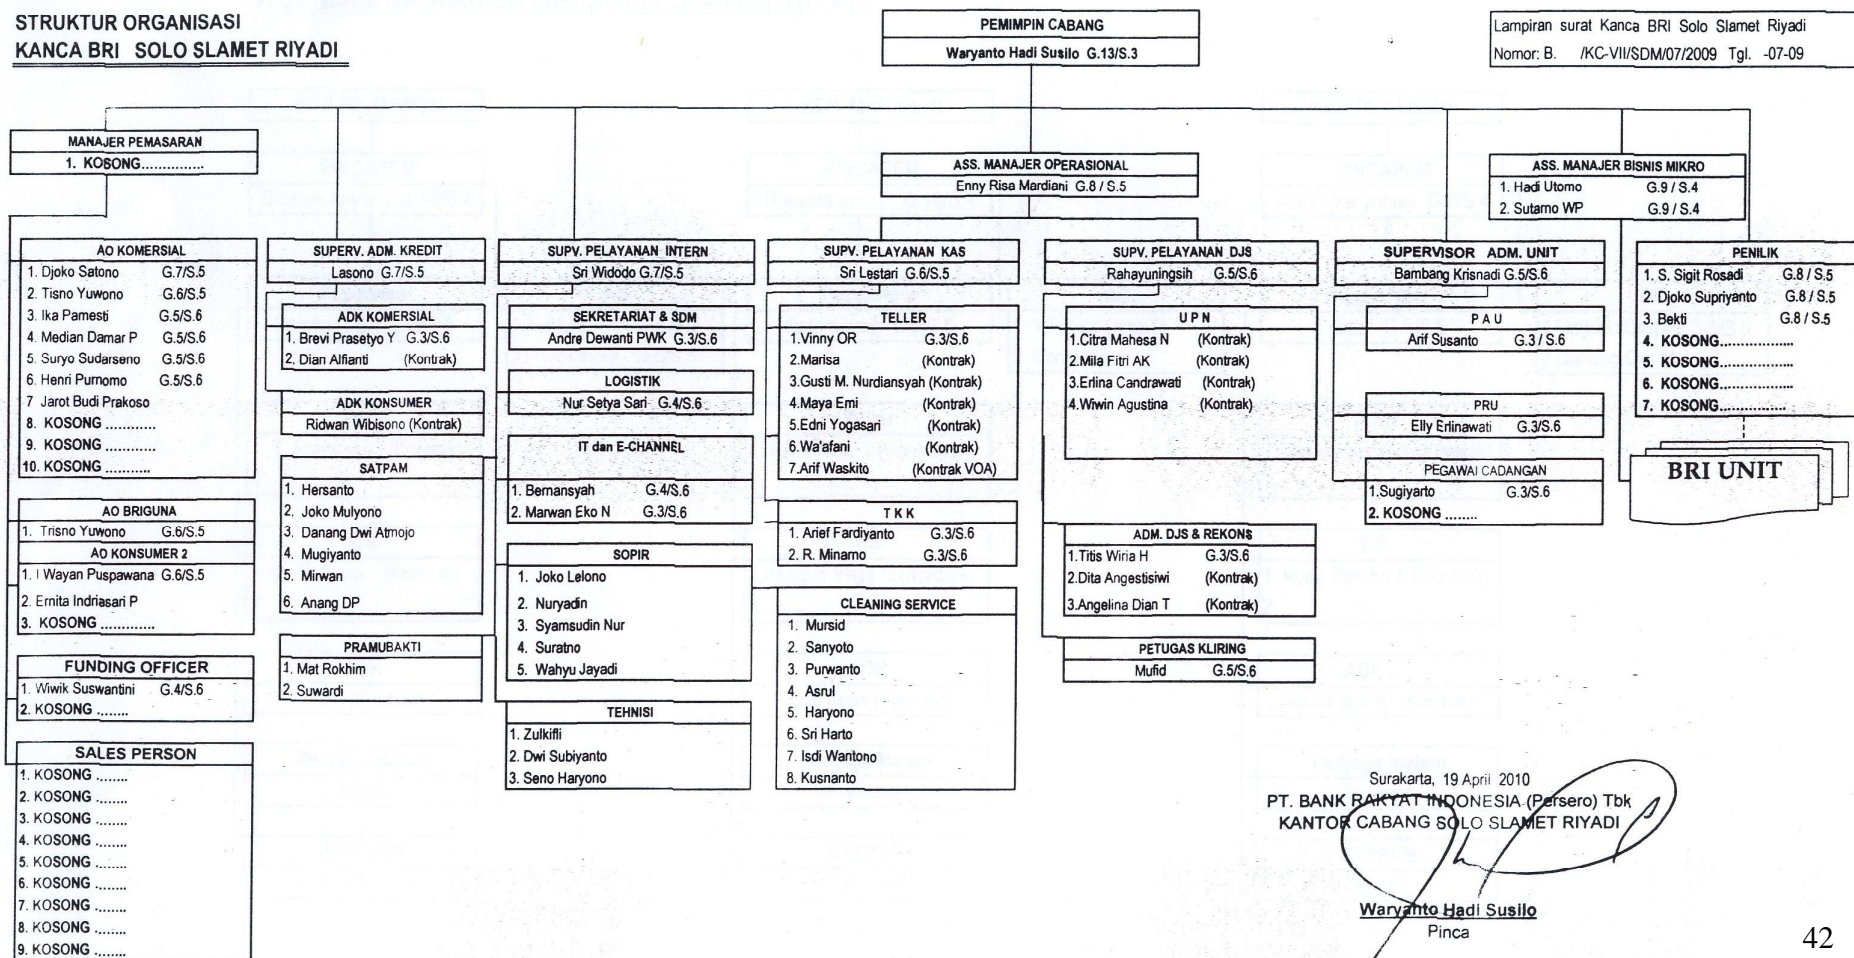 STRUKTUR ORGANISASI
KANCA BRI SOLO SLAMET RIYADI
PEMIMPIN CABANG
Waryanto Hadi Susilo G.13/S.3
Lampiran surat Kanca BRI Solo Slamet Riyadi
Nomor: B. /KC-VII/SDM/07/2009 Tgl. -07-09
MANAJER PEMASARAN
1. KOSONG..............
ASS. MANAJER OPERASIONAL
Enny Risa Mardiani G.8 / S.5
ASS. MANAJER BISNIS MIKRO
1. Hadi Utomo G.9 / S.4
2. Sutarno WP G.9 / S.4
AO KOMERSIAL
1. Djoko Satono G.7/S.5
2. Tisno Yuwono G.6/S.5
3. Ika Pamesti G.5/S.6
4. Median Damar P G.5/S.6
5. Suryo Sudarseno G.5/S.6
6. Henri Purnomo G.5/S.6
7 Jarot Budi Prakoso
8. KOSONG ............
9. KOSONG ............
10. KOSONG ...........
AO BRIGUNA
1. Trisno Yuwono G.6/S.5
AO KONSUMER 2
1. I Wayan Puspawana G.6/S.5
2. Ernita Indriasari P
3. KOSONG .............
FUNDING OFFICER
1. Wiwik Suswantini G.4/S.6
2. KOSONG ........
SALES PERSON
1. KOSONG ........
2. KOSONG ........
3. KOSONG ........
4. KOSONG ........
5. KOSONG ........
6. KOSONG ........
7. KOSONG ........
8. KOSONG ........
9. KOSONG ........
SUPERV. ADM. KREDIT
Lasono G.7/S.5
ADK KOMERSIAL
1. Brevi Prasetyo Y G.3/S.6
2. Dian Alfianti (Kontrak)
ADK KONSUMER
Ridwan Wibisono (Kontrak)
SATPAM
1. Hersanto
2. Joko Mulyono
3. Danang Dwi Atmojo
4. Mugiyanto
5. Mirwan
6. Anang DP
PRAMUBAKTI
1. Mat Rokhim
2. Suwardi
SUPV. PELAYANAN INTERN
Sri Widodo G.7/S.5
SEKRETARIAT & SDM
Andre Dewanti PWK G.3/S.6
LOGISTIK
Nur Setya Sari G.4/S.6
IT dan E-CHANNEL
1. Bernansyah G.4/S.6
2. Marwan Eko N G.3/S.6
SOPIR
1. Joko Lelono
2. Nuryadin
3. Syamsudin Nur
4. Suratno
5. Wahyu Jayadi
TEHNISI
1. Zulkifli
2. Dwi Subiyanto
3. Seno Haryono
SUPV. PELAYANAN KAS
Sri Lestari G.6/S.5
TELLER
1.Vinny OR G.3/S.6
2.Marisa (Kontrak)
3.Gusti M. Nurdiansyah (Kontrak)
4.Maya Erni (Kontrak)
5.Edni Yogasari (Kontrak)
6.Wa'afani (Kontrak)
7.Arif Waskito (Kontrak VOA)
T K K
1. Arief Fardiyanto G.3/S.6
2. R. Minarno G.3/S.6
CLEANING SERVICE
1. Mursid
2. Sanyoto
3. Purwanto
4. Asrul
5. Haryono
6. Sri Harto
7. Isdi Wantono
8. Kusnanto
SUPV. PELAYANAN DJS
Rahayuningsih G.5/S.6
U P N
1.Citra Mahesa N (Kontrak)
2.Mila Fitri AK (Kontrak)
3.Erlina Candrawati (Kontrak)
4.Wiwin Agustina (Kontrak)
ADM. DJS & REKONS
1.Titis Wiria H G.3/S.6
2.Dita Angestisiwi (Kontrak)
3.Angelina Dian T (Kontrak)
PETUGAS KLIRING
Mufid G.5/S.6
SUPERVISOR ADM. UNIT
Bambang Krisnadi G.5/S.6
P A U
Arif Susanto G.3 / S.6
PRU
Elly Erlinawati G.3/S.6
PEGAWAI CADANGAN
1.Sugiyarto G.3/S.6
2. KOSONG ........
PENILIK
1. S. Sigit Rosadi G.8 / S.5
2. Djoko Supriyanto G.8 / S.5
3. Bekti G.8 / S.5
4. KOSONG.................
5. KOSONG.................
6. KOSONG.................
7. KOSONG.................
BRI UNIT
Surakarta, 19 April 2010
PT. BANK RAKYAT INDONESIA (Persero) Tbk
KANTOR CABANG SOLO SLAMET RIYADI
Waryanto Hadi Susilo
Pinca
42